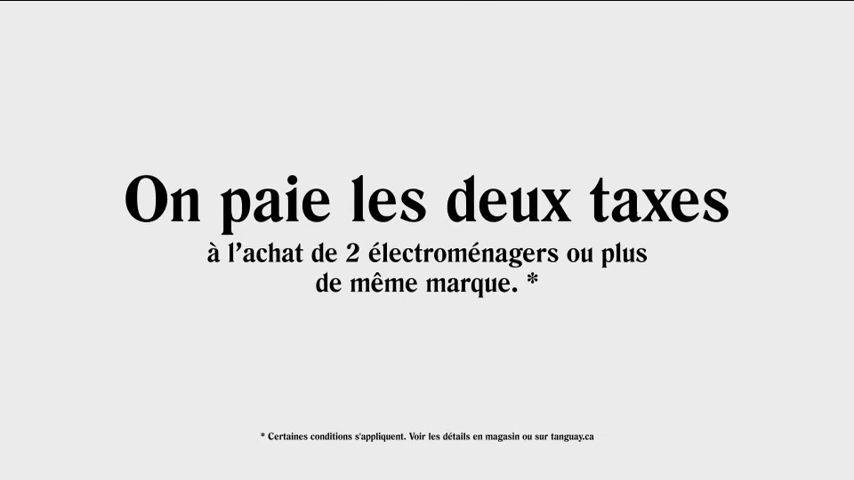 On paie les deux taxes
à l’achat de 2 électroménagers ou plus
de même marque. *
* Certaines conditions s'appliquent. Voir les détails en magasin ou sur tanguay.ca